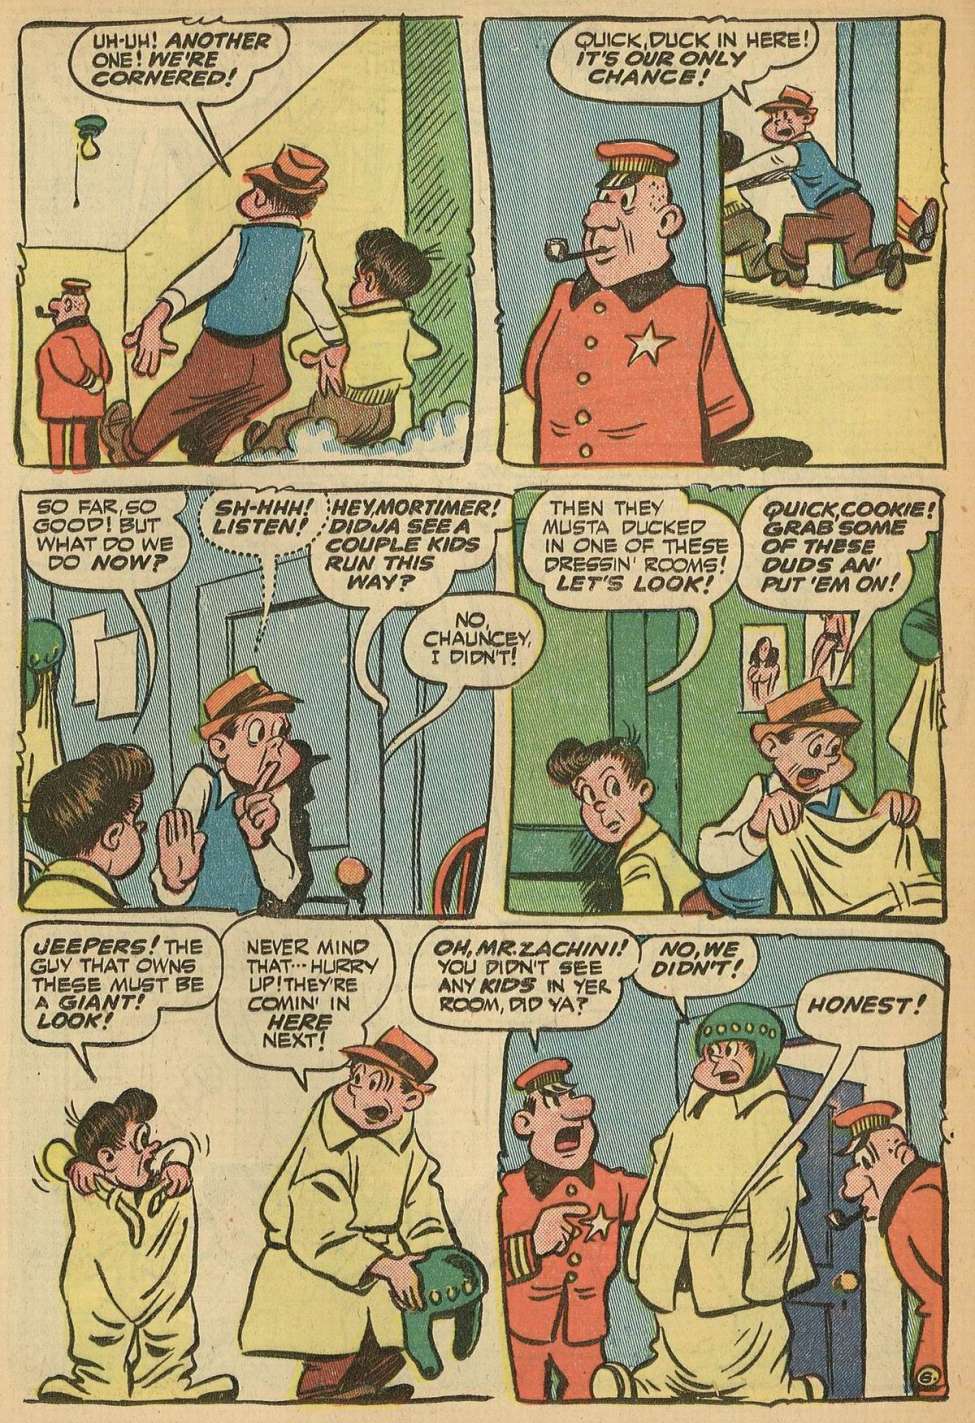 UH-UH! ANOTHER
ONE! WE'RE
CORNERED!
QUICK, DUCK IN HERE!
IT'S OUR ONLY
CHANCE!
SO FAR, SO
GOOD! BUT
WHAT DO WE
DO NOW?
SH-HHH!
LISTEN!
HEY, MORTIMER!
DIDJA SEE A
COUPLE KIDS
RUN THIS
WAY?
NO,
CHAUNCEY,
I DIDN'T!
THEN THEY
MUSTA DUCKED
IN ONE OF THESE
DRESSIN' ROOMS!
LET'S LOOK!
QUICK, COOKIE!
GRAB SOME
OF THESE
DUDS AN'
PUT 'EM ON!
JEEPERS! THE
GUY THAT OWNS
THESE MUST BE
A GIANT!
LOOK!
NEVER MIND
THAT--- HURRY
UP! THEY'RE
COMIN' IN
HERE
NEXT!
OH, MR. ZACHINI!
YOU DIDN'T SEE
ANY KIDS IN YER
ROOM, DID YA?
NO, WE
DIDN'T!
HONEST!
6.